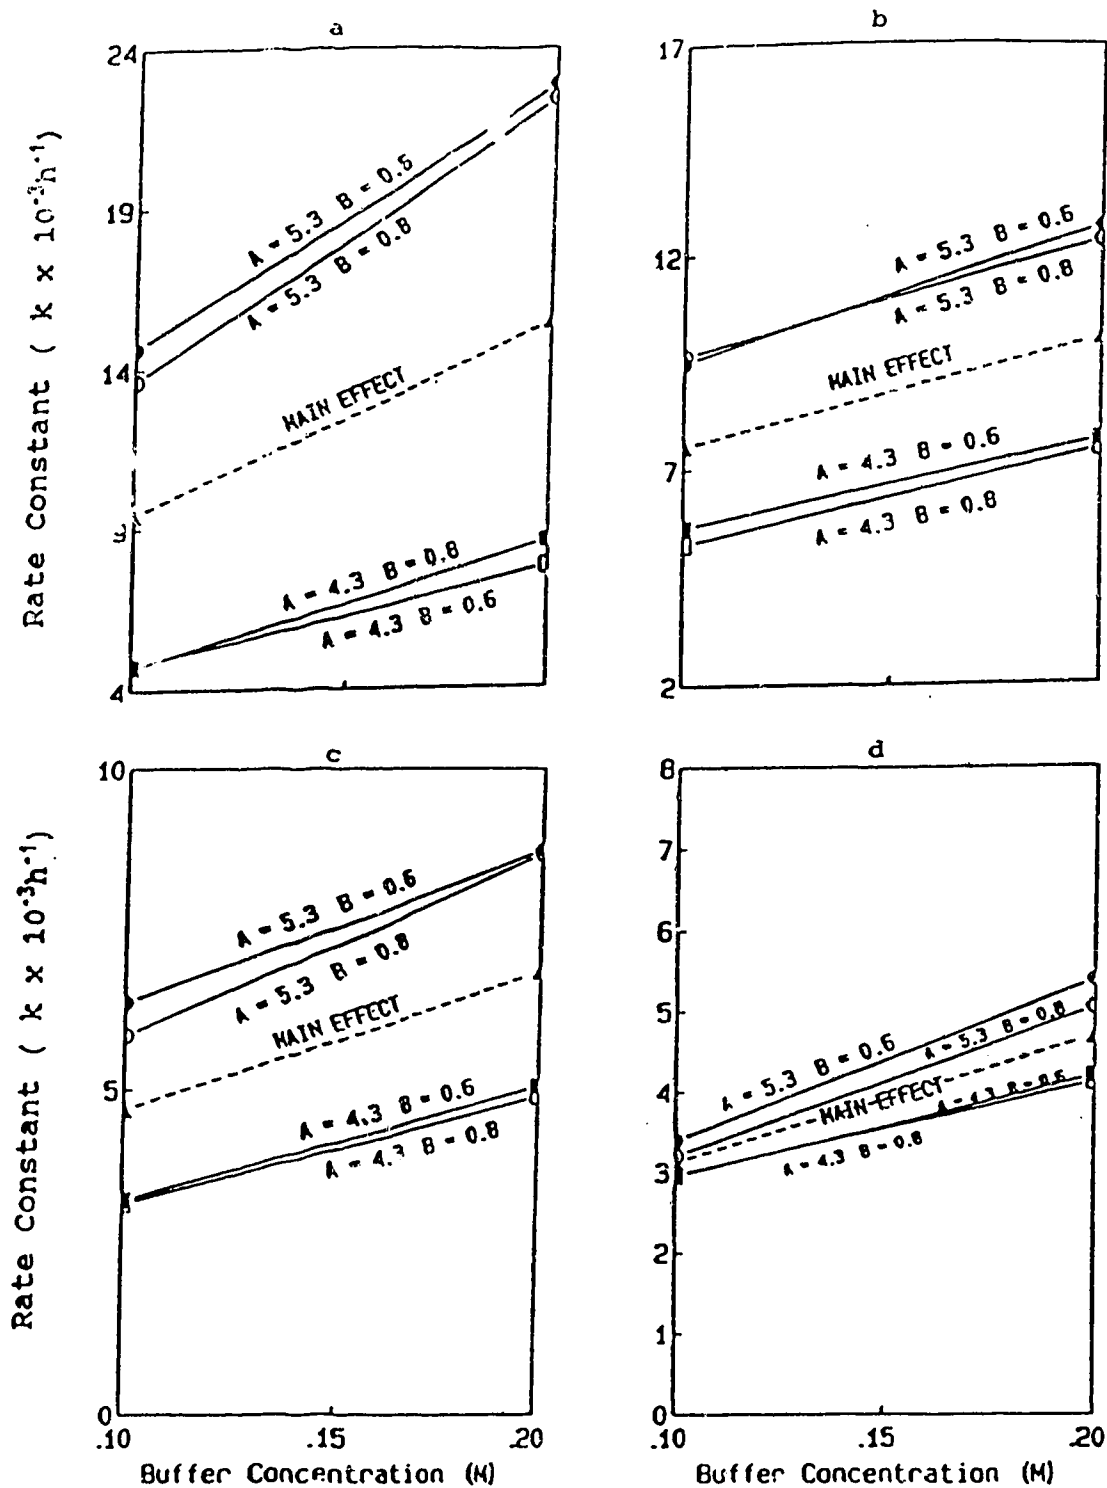 a
24
19
14
9
4
Rate Constant ( k x 10⁻³h⁻¹)
A = 5.3 B = 0.6
A = 5.3 B = 0.8
MAIN EFFECT
A = 4.3 B = 0.8
A = 4.3 B = 0.6
b
17
12
7
2
A = 5.3 B = 0.6
A = 5.3 B = 0.8
MAIN EFFECT
A = 4.3 B = 0.6
A = 4.3 B = 0.8
c
10
5
0
Rate Constant ( k x 10⁻³h⁻¹)
A = 5.3 B = 0.6
A = 5.3 B = 0.8
MAIN EFFECT
A = 4.3 B = 0.6
A = 4.3 B = 0.8
.10 .15 .20
Buffer Concentration (M)
d
8
7
6
5
4
3
2
1
0
A = 5.3 B = 0.6
A = 5.3 B = 0.8
MAIN EFFECT
A = 4.3 B = 0.6
A = 4.3 B = 0.8
.10 .15 .20
Buffer Concentration (M)